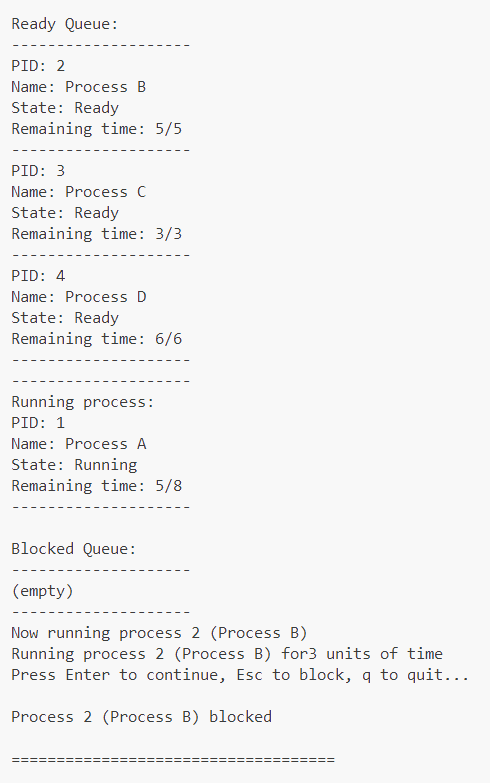 Ready Queue:
--------------------
PID: 2
Name: Process B
State: Ready
Remaining time: 5/5
--------------------
PID: 3
Name: Process C
State: Ready
Remaining time: 3/3
--------------------
PID: 4
Name: Process D
State: Ready
Remaining time: 6/6
--------------------
--------------------
Running process:
PID: 1
Name: Process A
State: Running
Remaining time: 5/8
--------------------
Blocked Queue:
--------------------
(empty)
--------------------
Now running process 2 (Process B)
Running process 2 (Process B) for3 units of time
Press Enter to continue, Esc to block, q to quit...
Process 2 (Process B) blocked
====================================